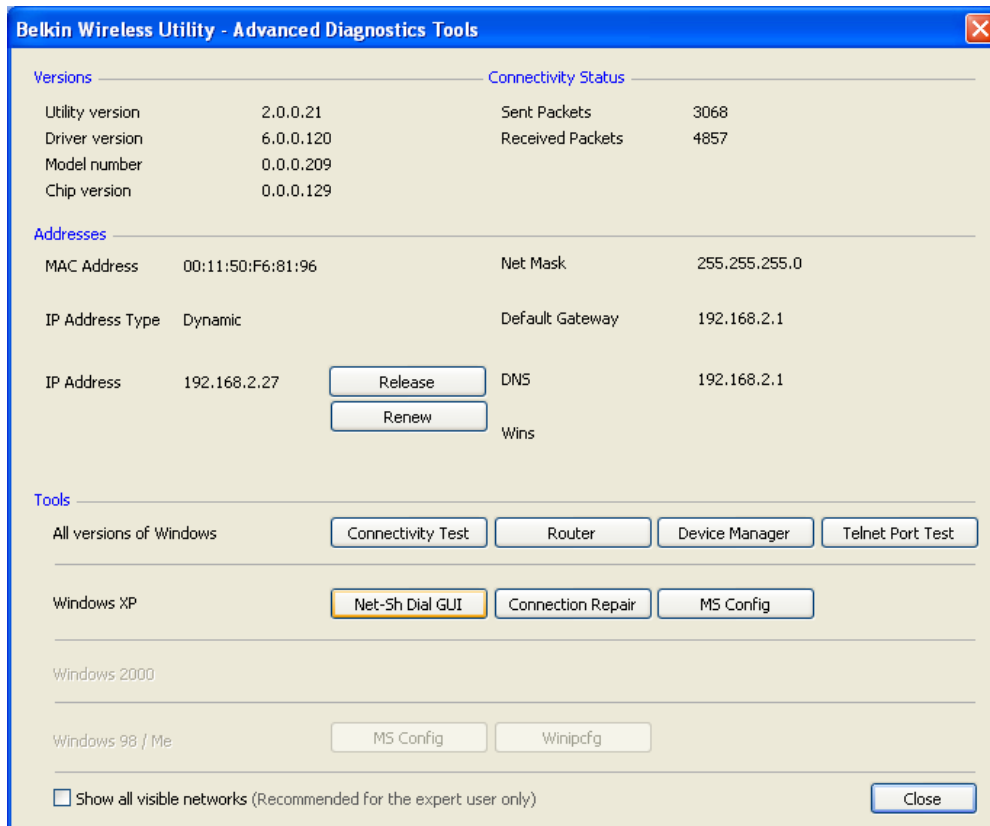 Belkin Wireless Utility - Advanced Diagnostics Tools
Versions
Utility version 2.0.0.21
Driver version 6.0.0.120
Model number 0.0.0.209
Chip version 0.0.0.129
Connectivity Status
Sent Packets 3068
Received Packets 4857
Addresses
MAC Address 00:11:50:F6:81:96
IP Address Type Dynamic
IP Address 192.168.2.27 Release
Renew
Net Mask 255.255.255.0
Default Gateway 192.168.2.1
DNS 192.168.2.1
Wins
Tools
All versions of Windows Connectivity Test Router Device Manager Telnet Port Test
Windows XP Net-Sh Dial GUI Connection Repair MS Config
Windows 2000
Windows 98 / Me MS Config Winipcfg
Show all visible networks (Recommended for the expert user only) Close